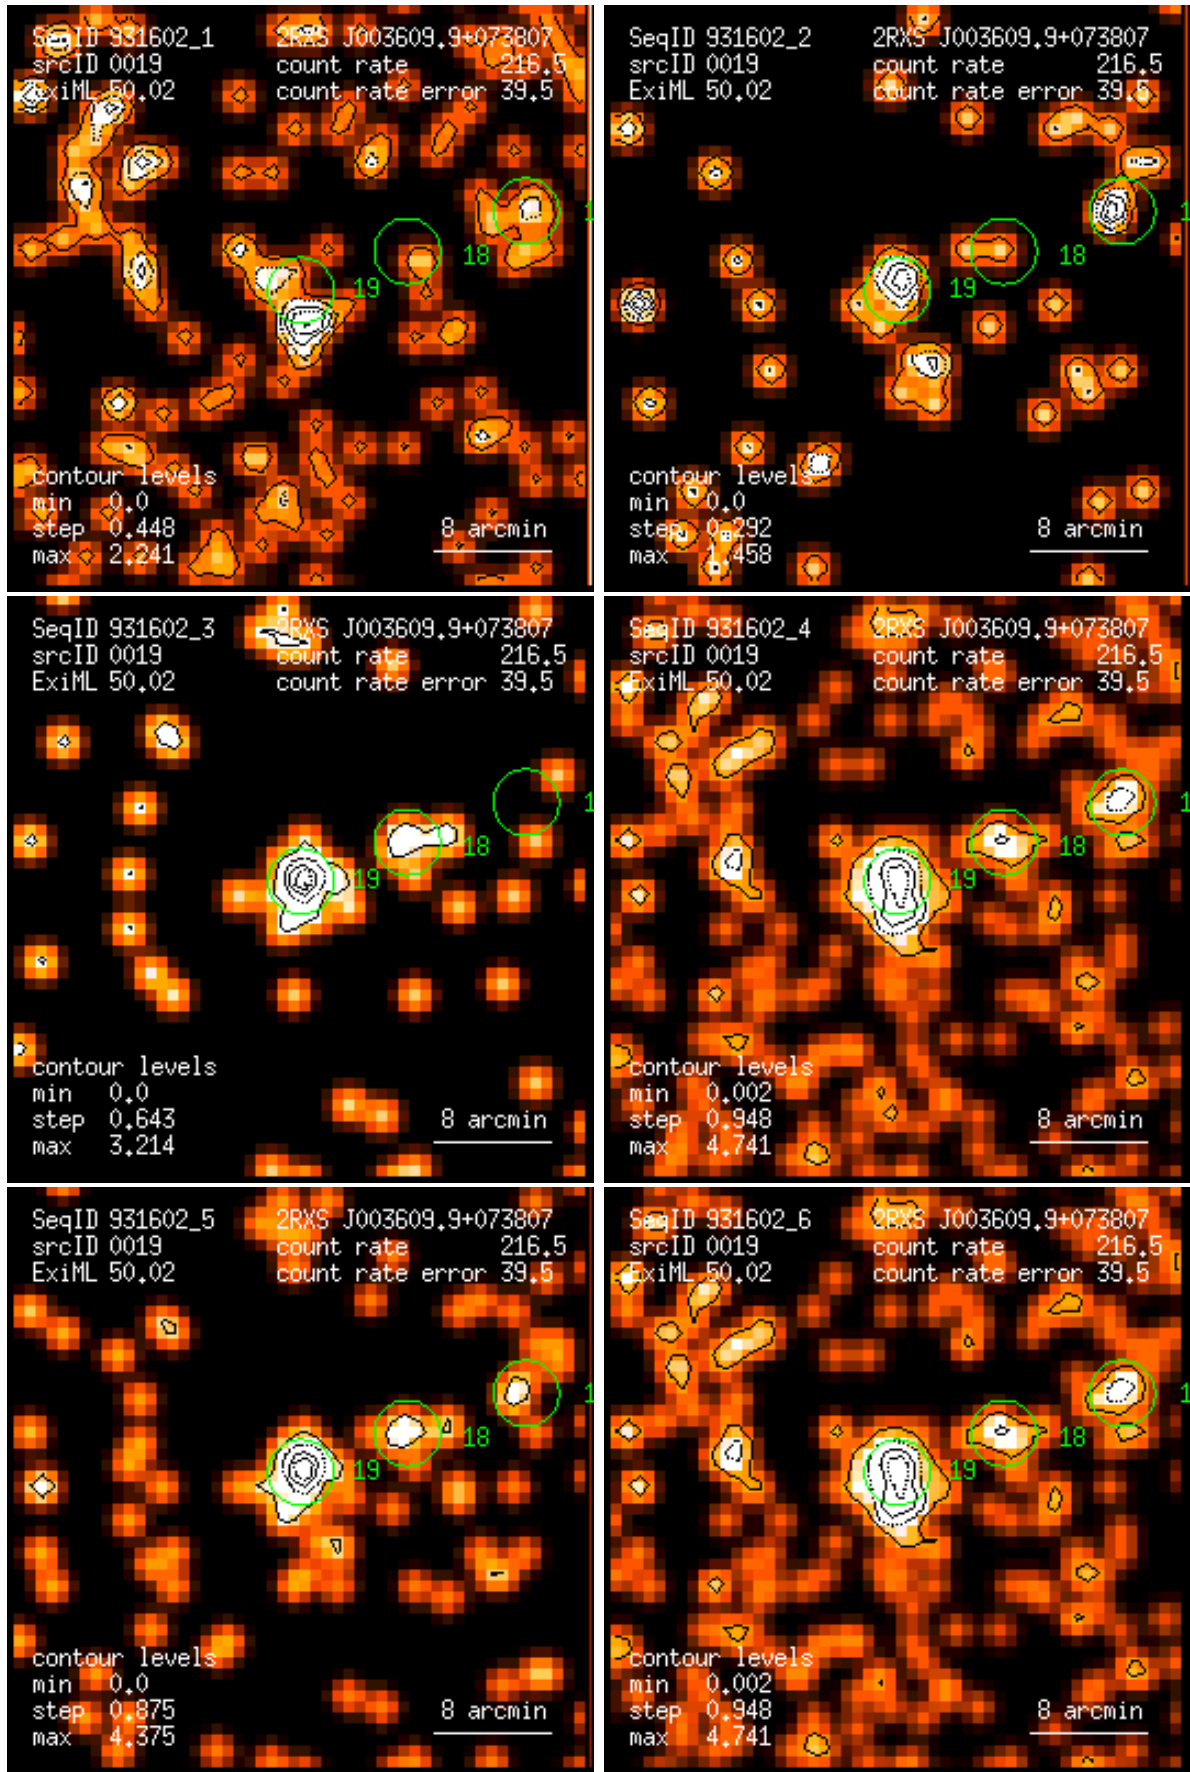 SeqID 931602_1 2RXS J003609.9+073807
srcID 0019 count rate 216.5
ExiML 50.02 count rate error 39.5
1
18
19
contour levels
min 0.0
step 0.448 8 arcmin
max 2.241
SeqID 931602_2 2RXS J003609.9+073807
srcID 0019 count rate 216.5
ExiML 50.02 count rate error 39.5
1
18
19
contour levels
min 0.0
step 0.292 8 arcmin
max 1.458
SeqID 931602_3 2RXS J003609.9+073807
srcID 0019 count rate 216.5
ExiML 50.02 count rate error 39.5
1
18
19
contour levels
min 0.0
step 0.643 8 arcmin
max 3.214
SeqID 931602_4 2RXS J003609.9+073807
srcID 0019 count rate 216.5
ExiML 50.02 count rate error 39.5
1
18
19
contour levels
min 0.002
step 0.948 8 arcmin
max 4.741
SeqID 931602_5 2RXS J003609.9+073807
srcID 0019 count rate 216.5
ExiML 50.02 count rate error 39.5
1
18
19
contour levels
min 0.0
step 0.875 8 arcmin
max 4.375
SeqID 931602_6 2RXS J003609.9+073807
srcID 0019 count rate 216.5
ExiML 50.02 count rate error 39.5
1
18
19
contour levels
min 0.002
step 0.948 8 arcmin
max 4.741